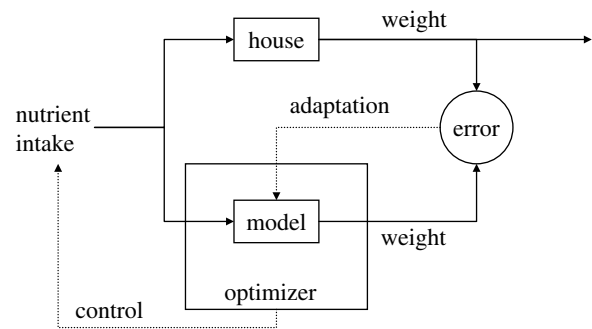 weight
house
adaptation
nutrient
intake
error
model
weight
optimizer
control